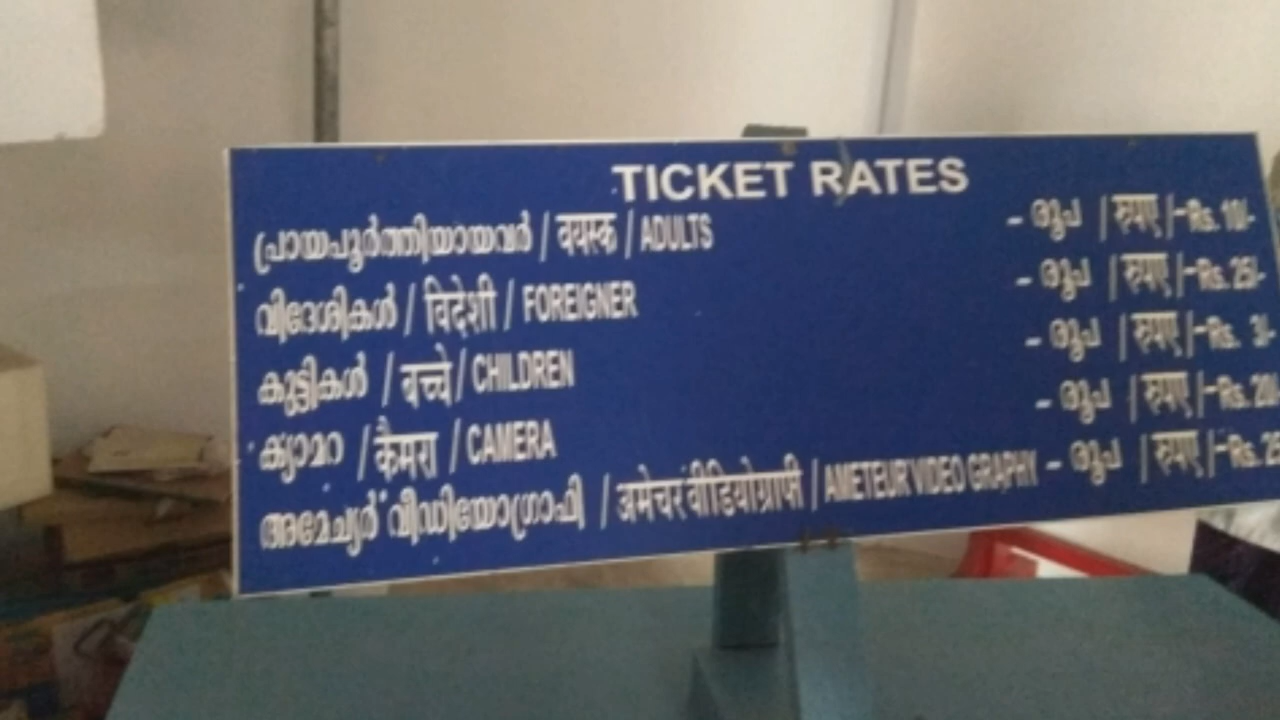 TICKET RATES
പ്രായപൂർത്തിയായവർ / वयस्क / ADULTS - രൂപ / रुपए /-Rs. 10/-
വിദേശികൾ / विदेशी / FOREIGNER - രൂപ / रुपए /-Rs. 25/-
കുട്ടികൾ / बच्चे / CHILDREN - രൂപ / रुपए /-Rs. 3/-
ക്യാമറ / कैमरा / CAMERA - രൂപ / रुपए /-Rs. 20/-
അമേച്ച്യർ വീഡിയോഗ്രാഫി / अमेचर वीडियोग्राफी / AMETEUR VIDEO GRAPHY - രൂപ / रुपए /-Rs.